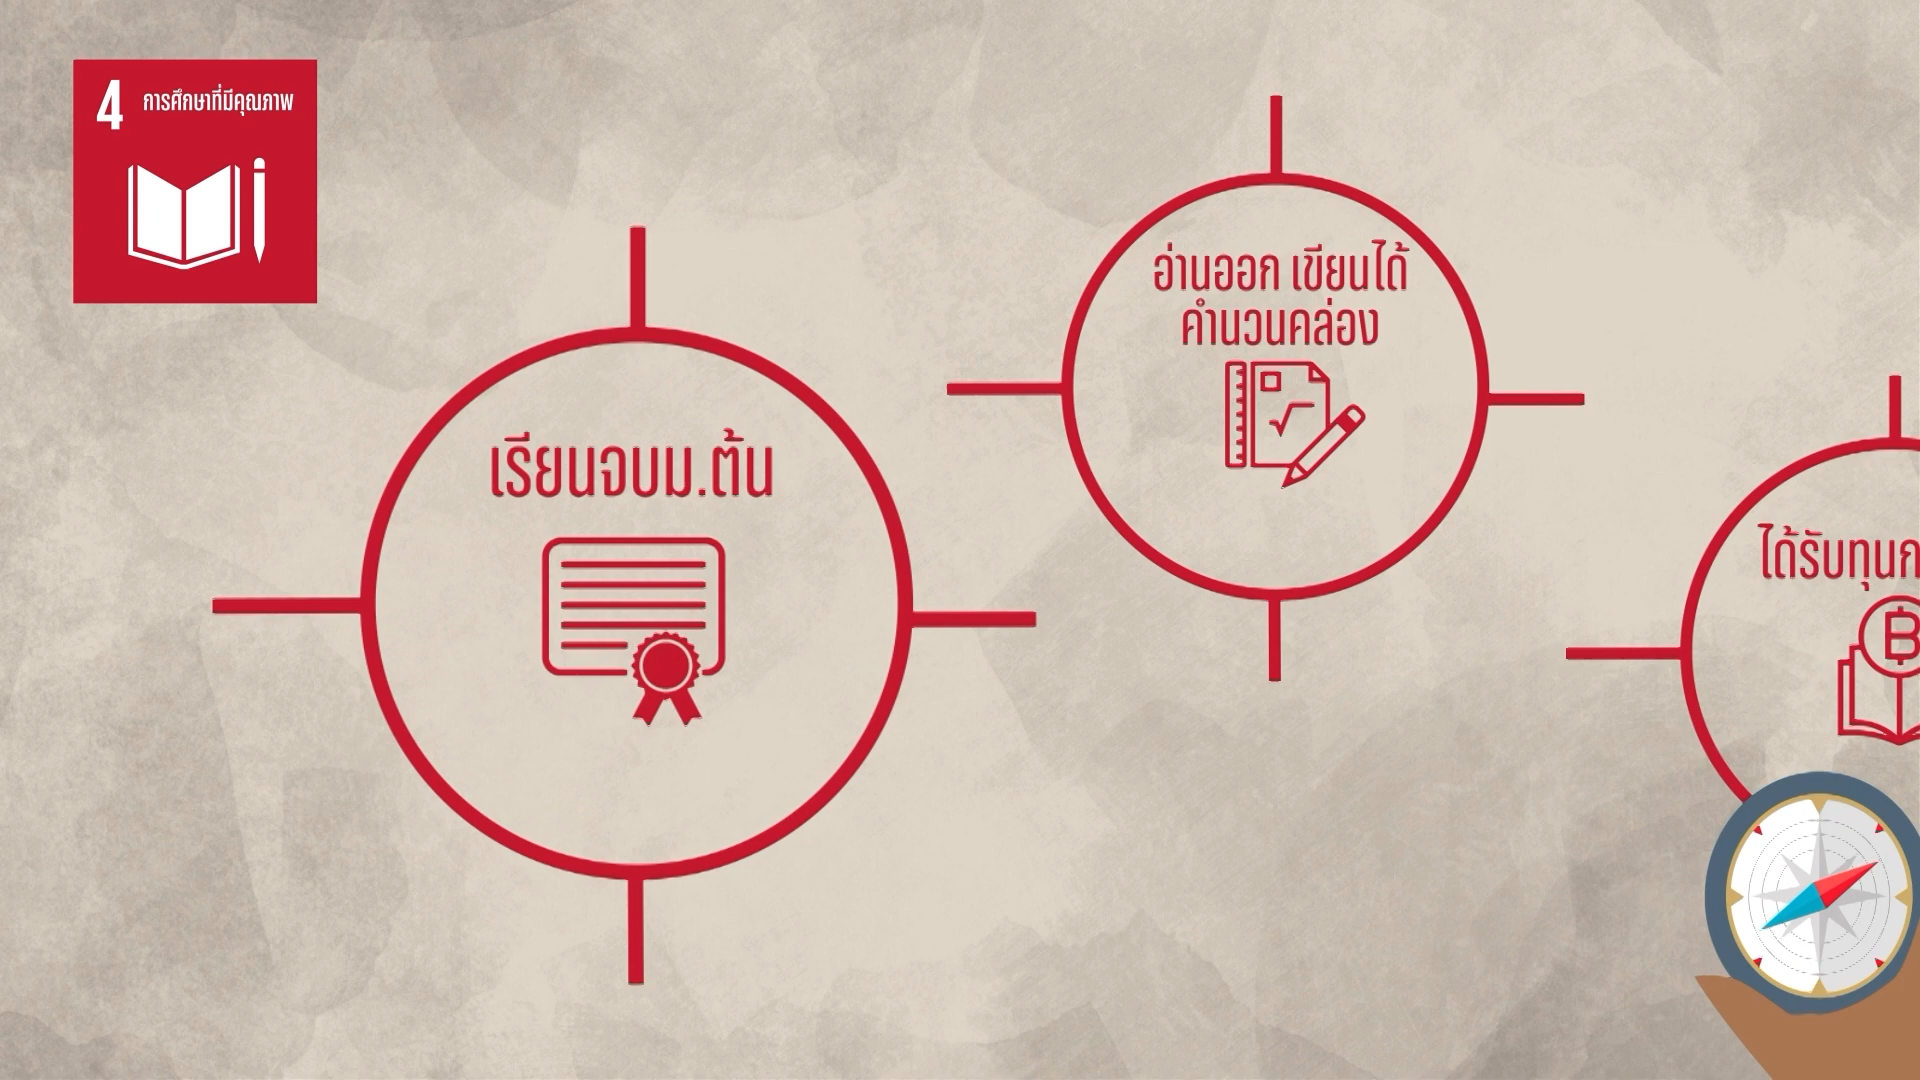 4 การศึกษาที่มีคุณภาพ
เรียนจบม.ต้น
อ่านออก เขียนได้
คำนวนคล่อง
ได้รับทุน